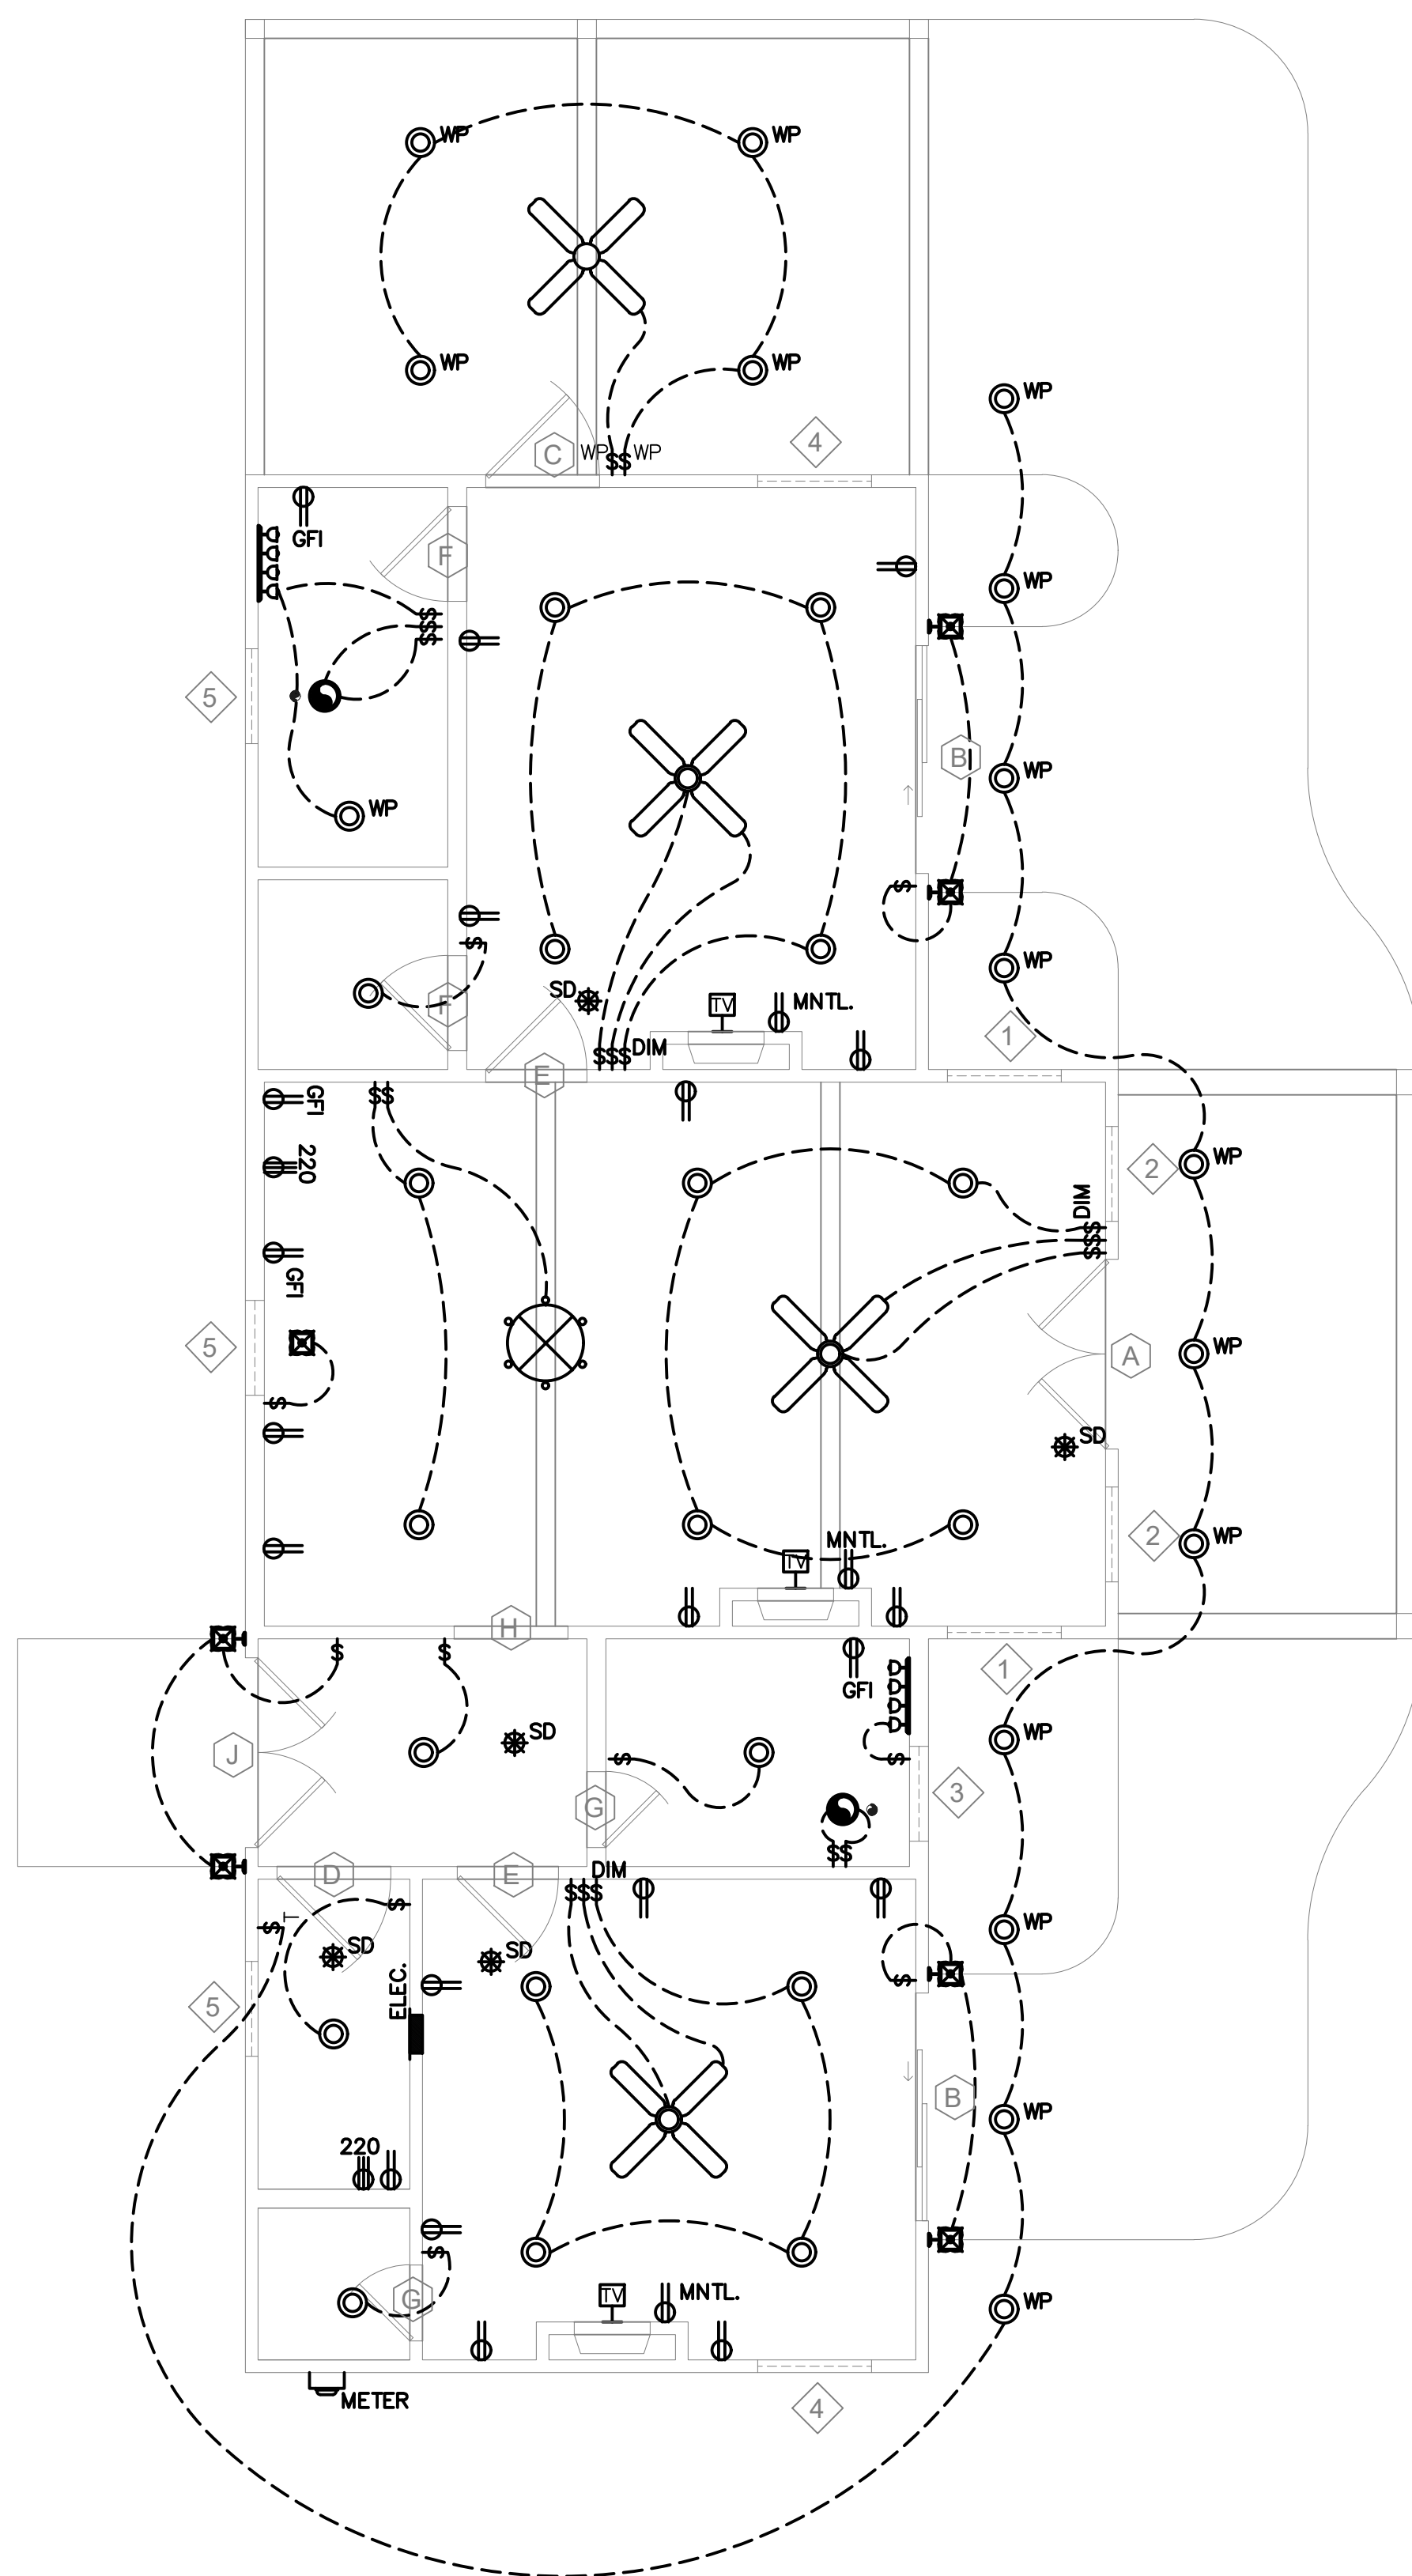 WP WP
WP WP
WP
4
C WP $$ WP
GFI
F
WP
$
$
$
5
B
WP
WP
$
$
F
WP
SD
TV
MNTL.
1
$$$ DIM
E
GFI
$$
220
2
WP
DIM
$
$
$
GFI
5
A
WP
$
SD
MNTL.
2
WP
TV
H
$
$
1
GFI
SD
WP
J
$
$
G
3
$$
D
E
DIM
$$$
$
T
$
SD
SD
WP
ELEC.
5
$
B
WP
220
$
G
TV
MNTL.
WP
METER
4